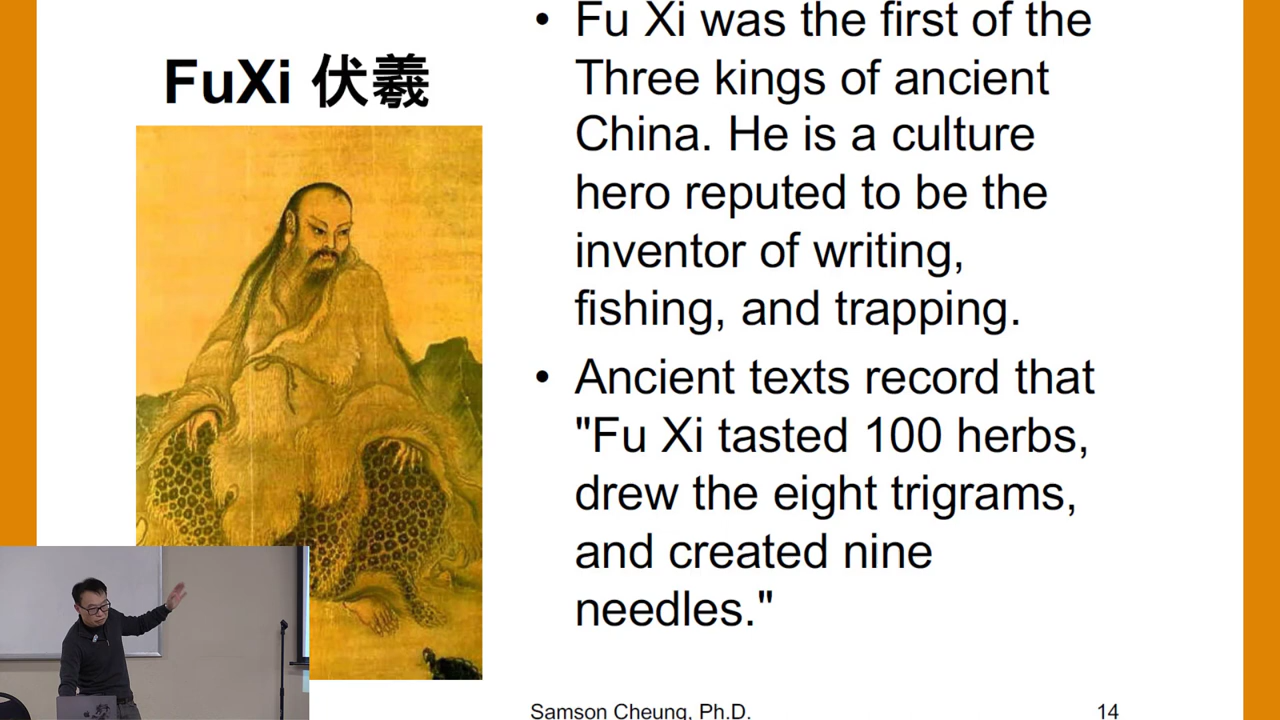 FuXi 伏羲
• Fu Xi was the first of the
Three kings of ancient
China. He is a culture
hero reputed to be the
inventor of writing,
fishing, and trapping.
• Ancient texts record that
"Fu Xi tasted 100 herbs,
drew the eight trigrams,
and created nine
needles."
Samson Cheung, Ph.D.
14